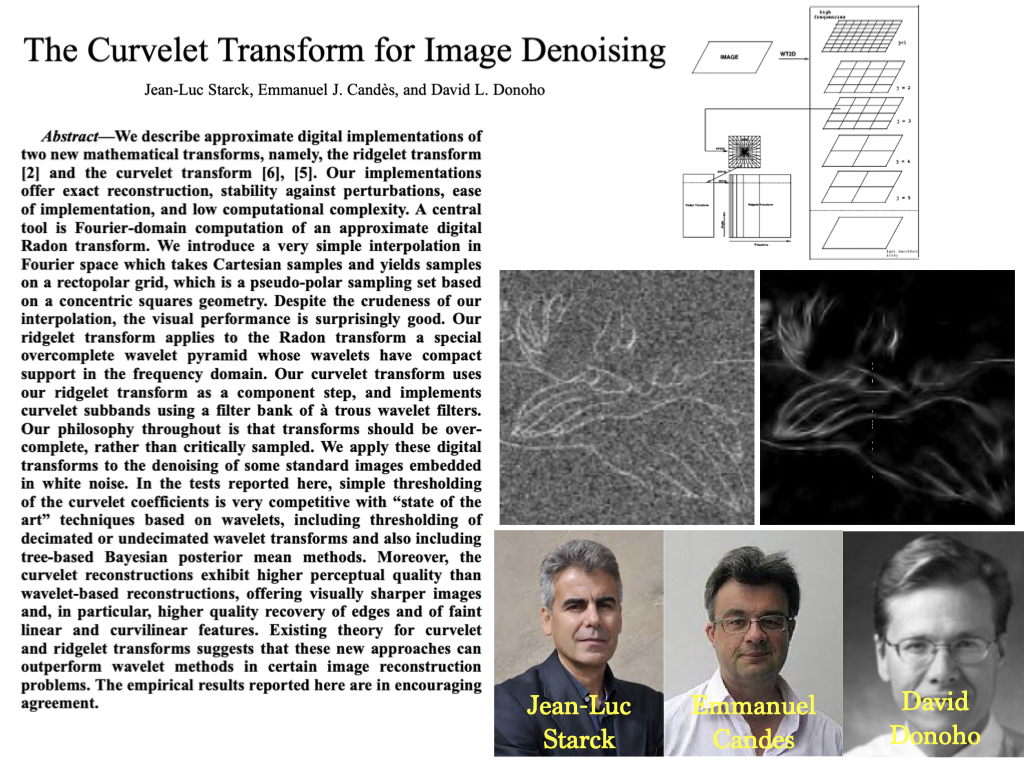 The Curvelet Transform for Image Denoising
Jean-Luc Starck, Emmanuel J. Candès, and David L. Donoho
Abstract—We describe approximate digital implementations of
two new mathematical transforms, namely, the ridgelet transform
[2] and the curvelet transform [6], [5]. Our implementations
offer exact reconstruction, stability against perturbations, ease
of implementation, and low computational complexity. A central
tool is Fourier-domain computation of an approximate digital
Radon transform. We introduce a very simple interpolation in
Fourier space which takes Cartesian samples and yields samples
on a rectopolar grid, which is a pseudo-polar sampling set based
on a concentric squares geometry. Despite the crudeness of our
interpolation, the visual performance is surprisingly good. Our
ridgelet transform applies to the Radon transform a special
overcomplete wavelet pyramid whose wavelets have compact
support in the frequency domain. Our curvelet transform uses
our ridgelet transform as a component step, and implements
curvelet subbands using a filter bank of à trous wavelet filters.
Our philosophy throughout is that transforms should be over-
complete, rather than critically sampled. We apply these digital
transforms to the denoising of some standard images embedded
in white noise. In the tests reported here, simple thresholding
of the curvelet coefficients is very competitive with “state of the
art” techniques based on wavelets, including thresholding of
decimated or undecimated wavelet transforms and also including
tree-based Bayesian posterior mean methods. Moreover, the
curvelet reconstructions exhibit higher perceptual quality than
wavelet-based reconstructions, offering visually sharper images
and, in particular, higher quality recovery of edges and of faint
linear and curvilinear features. Existing theory for curvelet
and ridgelet transforms suggests that these new approaches can
outperform wavelet methods in certain image reconstruction
problems. The empirical results reported here are in encouraging
agreement.
high
frequencies
IMAGE
WT2D
j=1
j = 2
j = 3
j = 4
j = 5
last smoothed
array
Radon Transform
Ridgelet Transform
Frequency
Jean-Luc
Starck
Emmanuel
Candes
David
Donoho